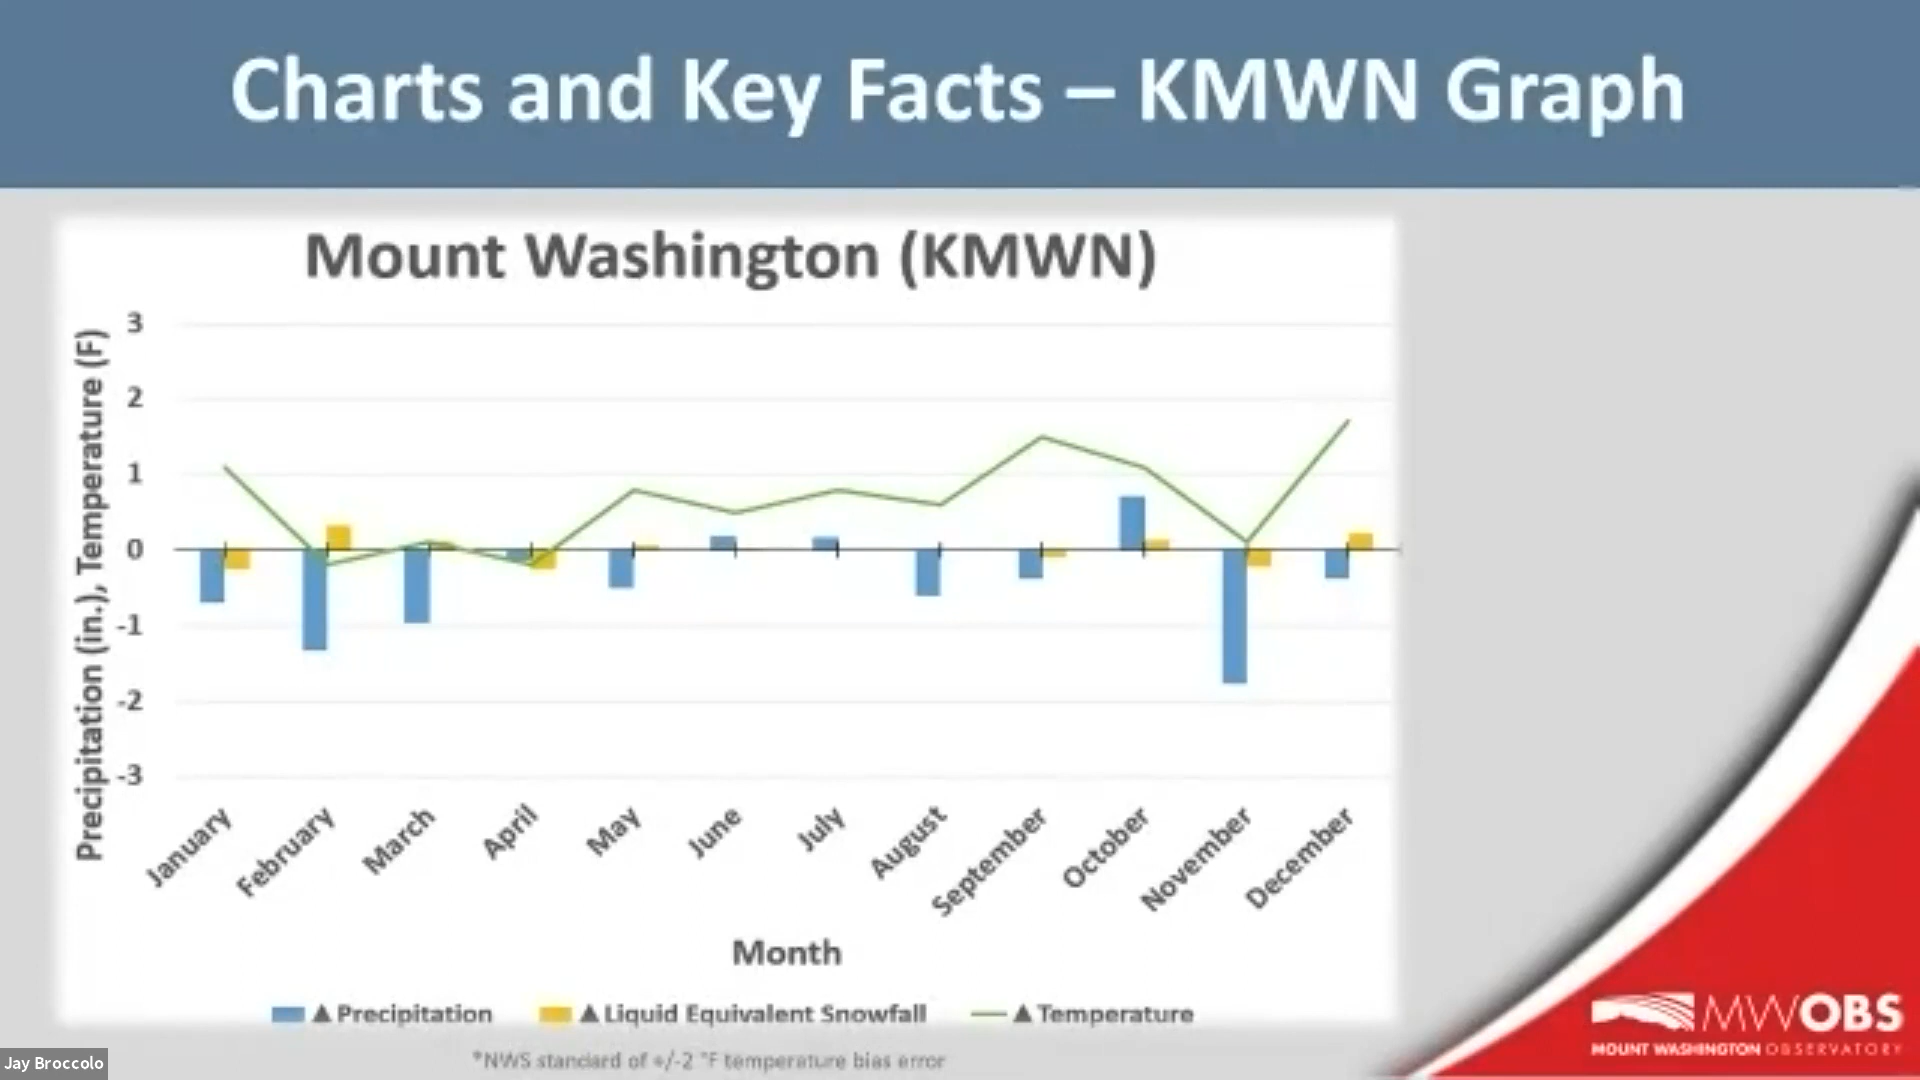 Charts and Key Facts – KMWN Graph
Mount Washington (KMWN)
Precipitation (in.), Temperature (F)
3
2
1
0
-1
-2
-3
January
February
March
April
May
June
July
August
September
October
November
December
Month
▲ Precipitation
▲ Liquid Equivalent Snowfall
▲ Temperature
*NWS standard of +/-2 °F temperature bias error
MWOBS
MOUNT WASHINGTON OBSERVATORY
Jay Broccolo